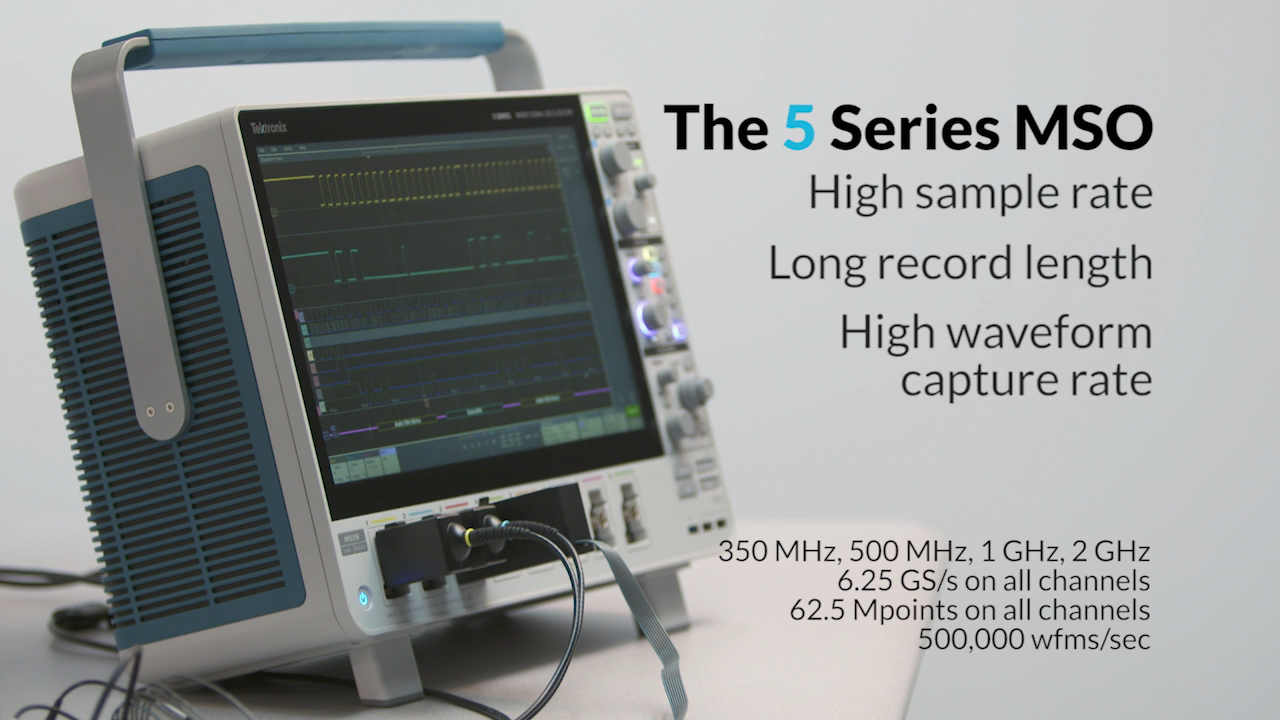 Tektronix
The 5 Series MSO
High sample rate
Long record length
High waveform
capture rate
350 MHz, 500 MHz, 1 GHz, 2 GHz
6.25 GS/s on all channels
62.5 Mpoints on all channels
500,000 wfms/sec